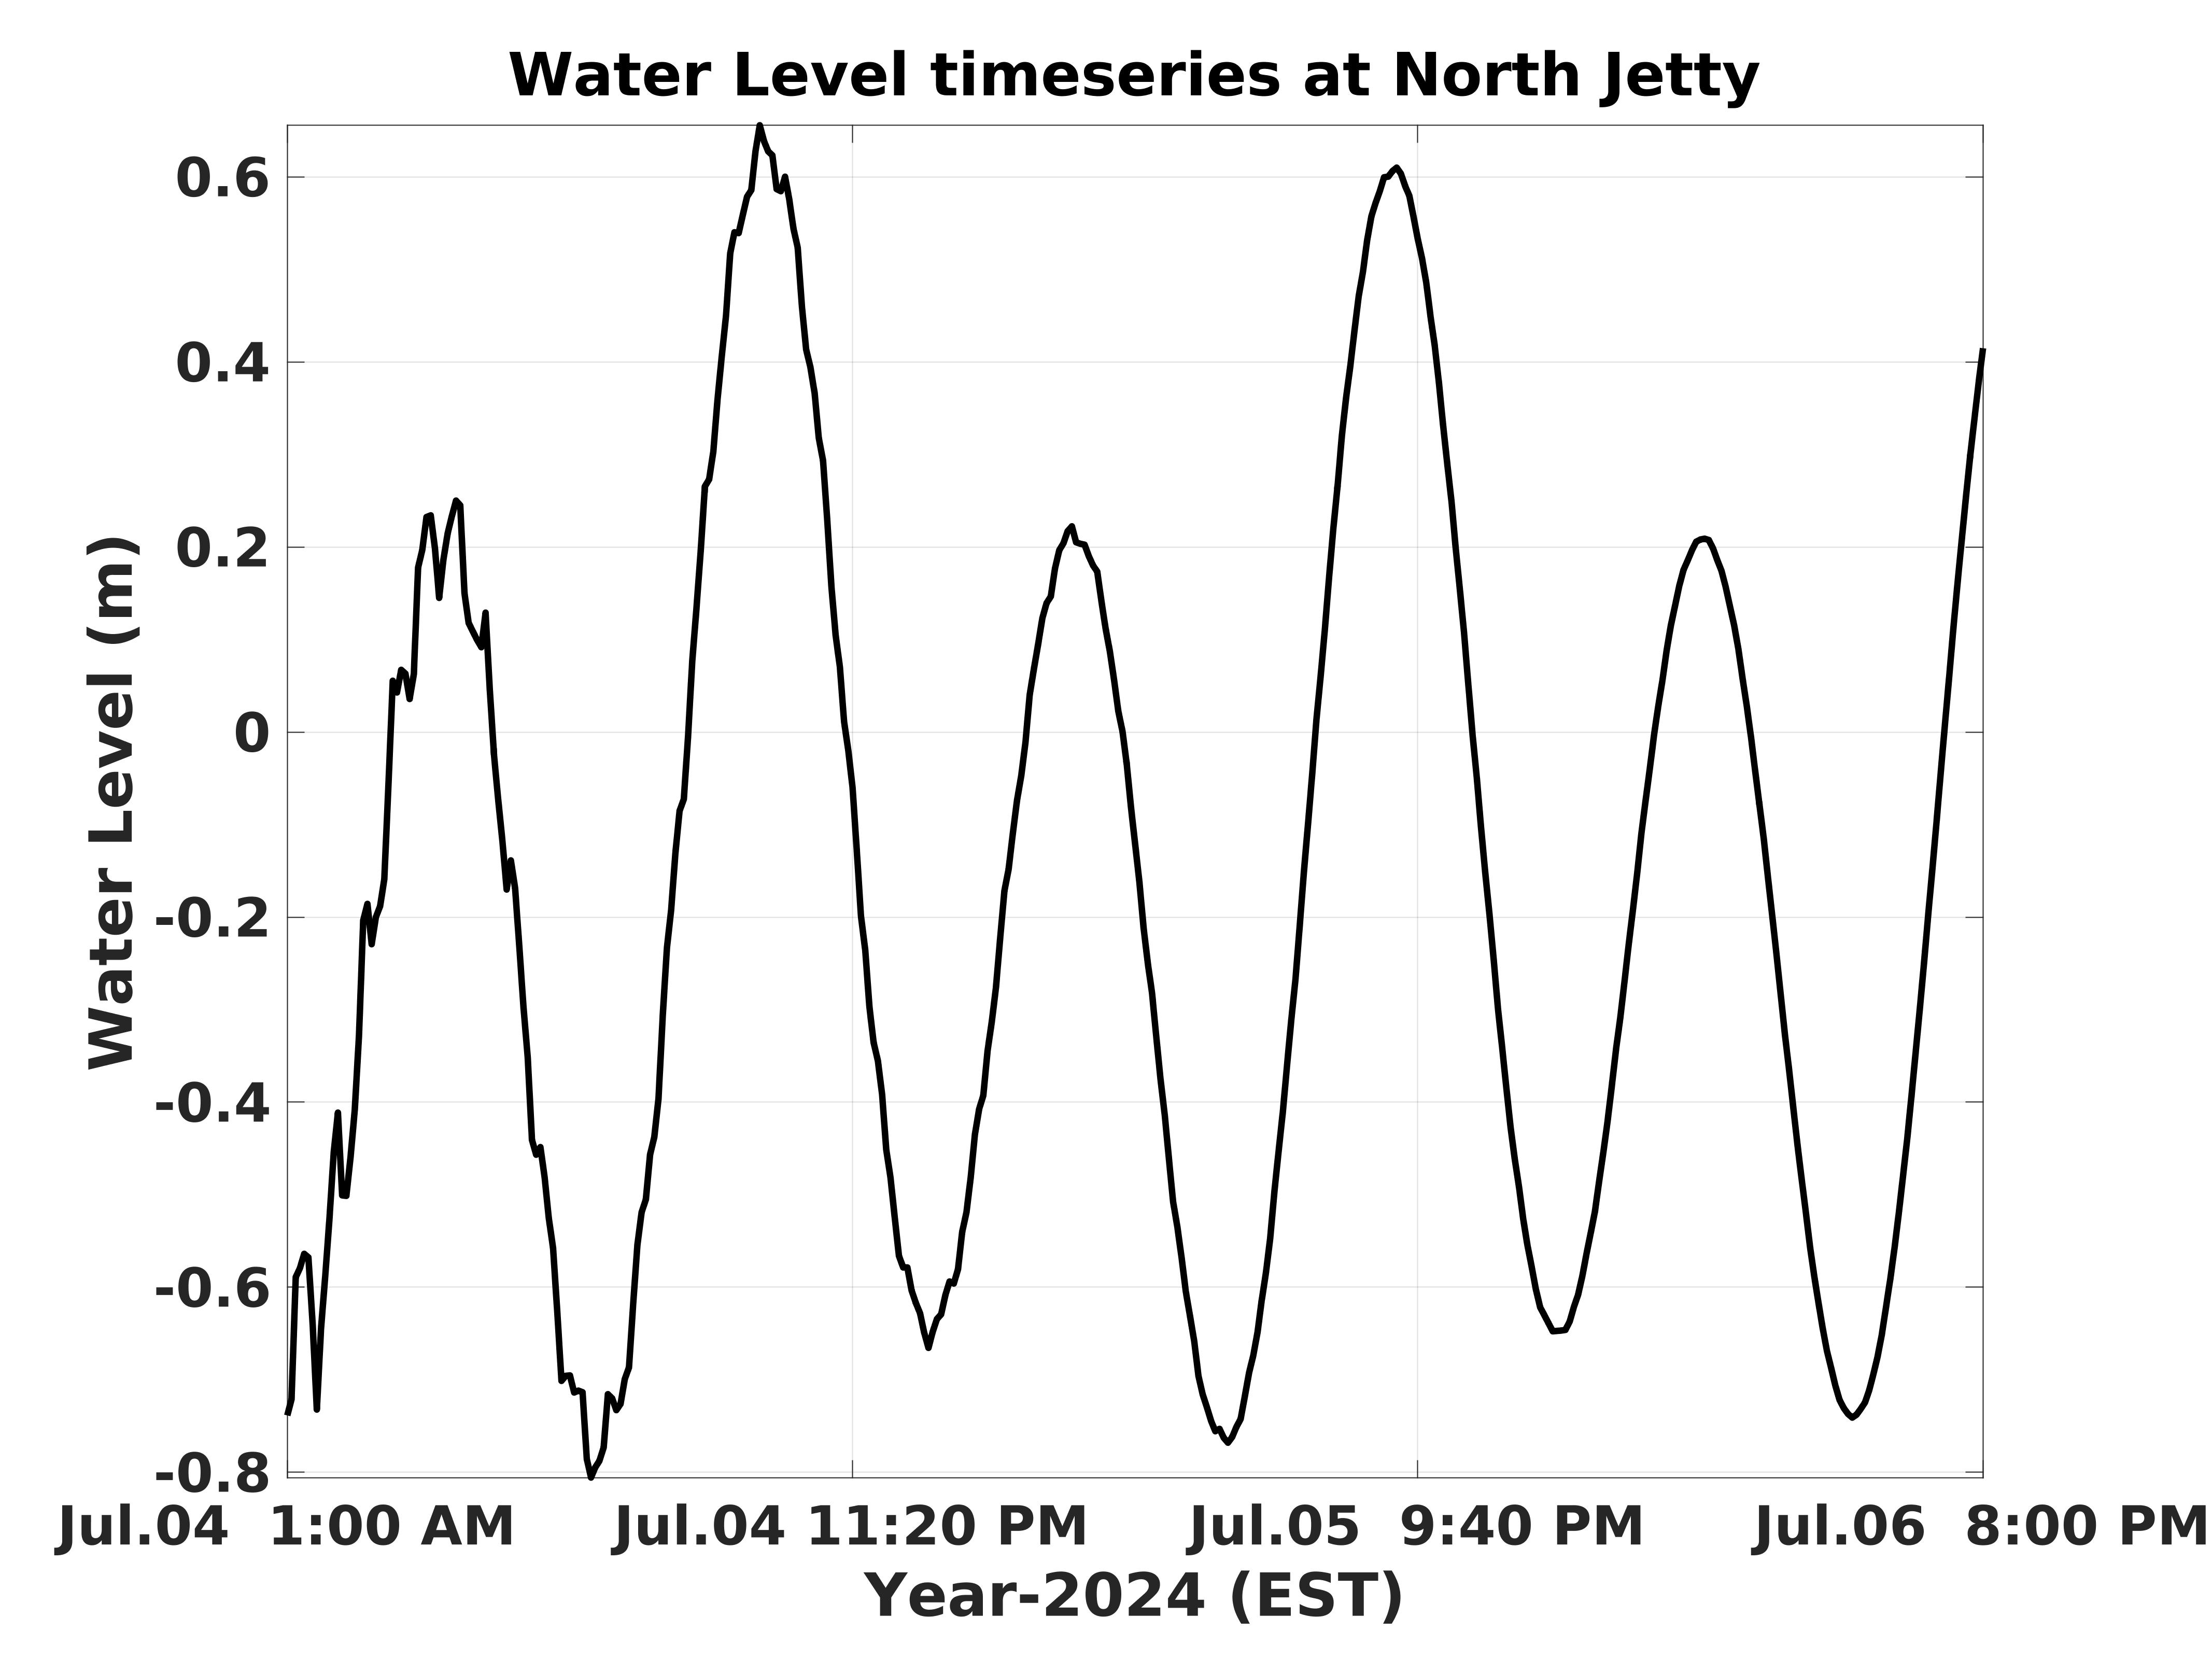 Water Level timeseries at North Jetty
Water Level (m)
0.6
0.4
0.2
0
-0.2
-0.4
-0.6
-0.8
Jul.04 1:00 AM Jul.04 11:20 PM Jul.05 9:40 PM Jul.06 8:00 PM
Year-2024 (EST)